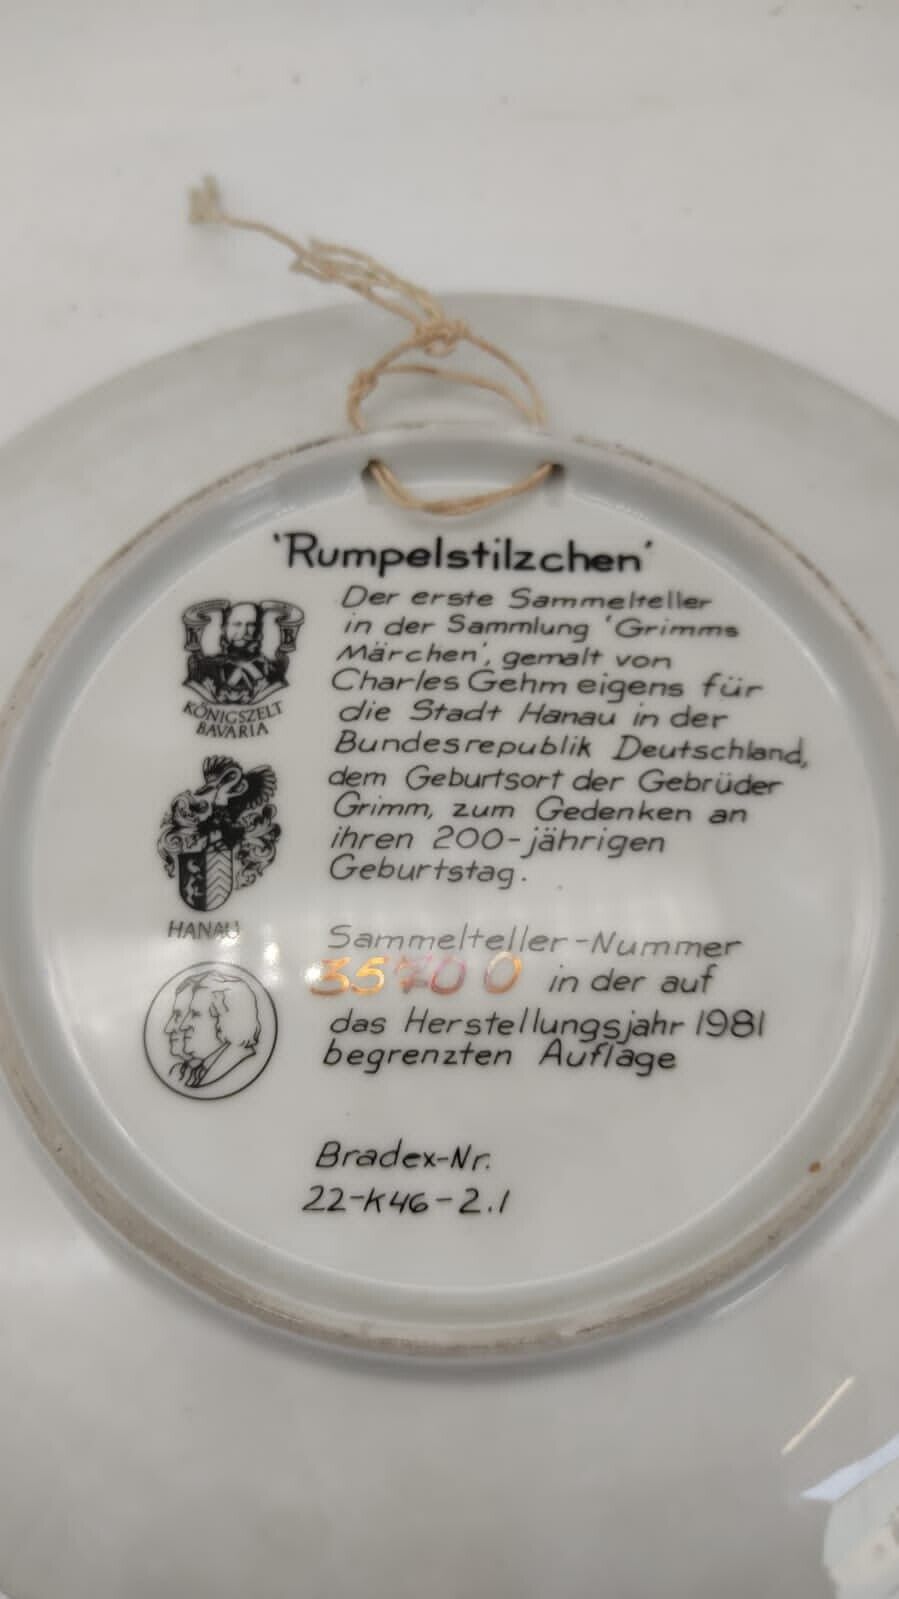 'Rumpelstilzchen'
Der erste Sammelteller
in der Sammlung 'Grimms
Märchen', gemalt von
Charles Gehm eigens für
die Stadt Hanau in der
Bundesrepublik Deutschland,
dem Geburtsort der Gebrüder
Grimm, zum Gedenken an
ihren 200-jährigen
Geburtstag.
K B
KÖNIGSZELT
BAVARIA
HANAU
Sammelteller-Nummer
35700 in der auf
das Herstellungsjahr 1981
begrenzten Auflage
Bradex-Nr.
22-K46-2.1